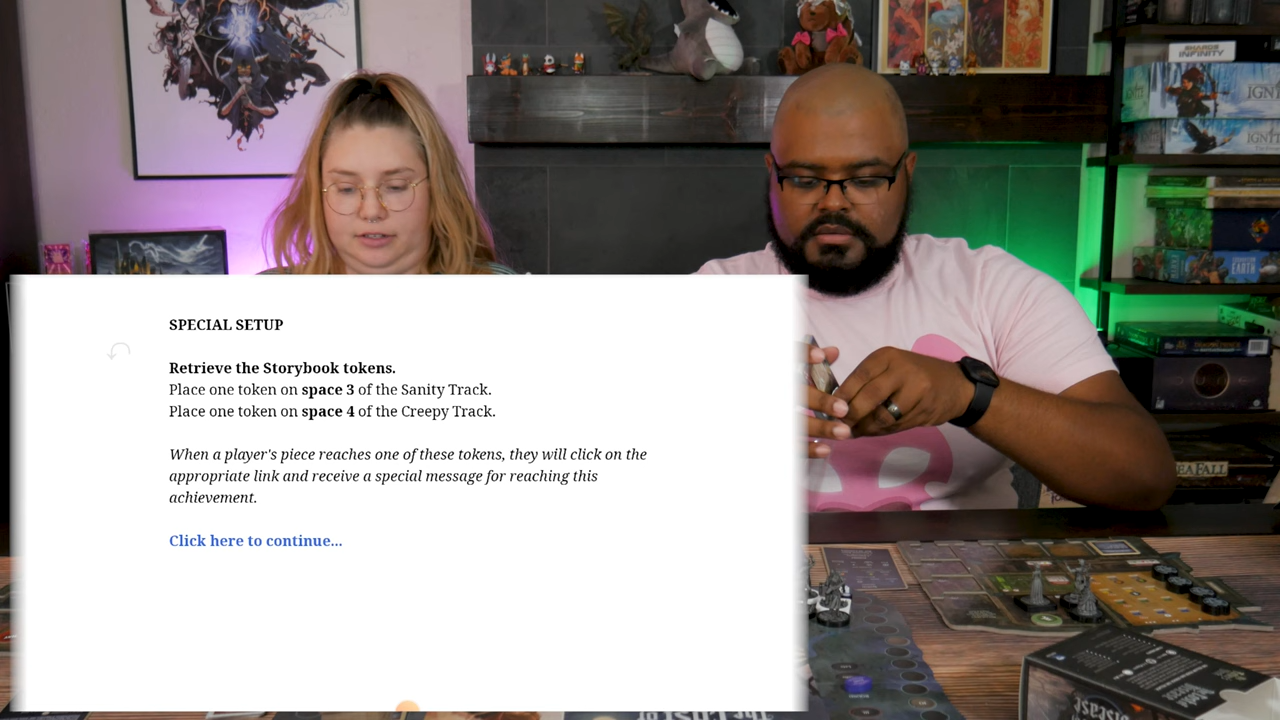 SHARDS
INFINITY
IGNI
IGNI
EARTH
SEAFALL
SPECIAL SETUP
Retrieve the Storybook tokens.
Place one token on space 3 of the Sanity Track.
Place one token on space 4 of the Creepy Track.
When a player's piece reaches one of these tokens, they will click on the
appropriate link and receive a special message for reaching this
achievement.
Click here to continue...